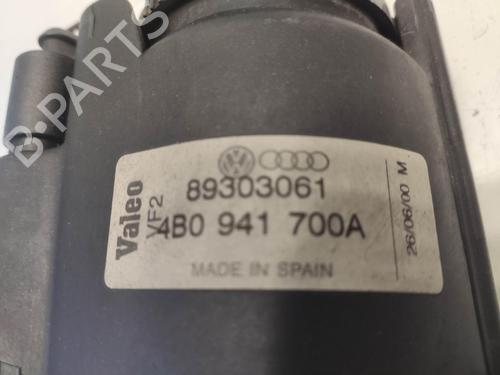 Valeo
VF2
89303061
4B0 941 700A
MADE IN SPAIN
26/06/00 M
B-PARTS